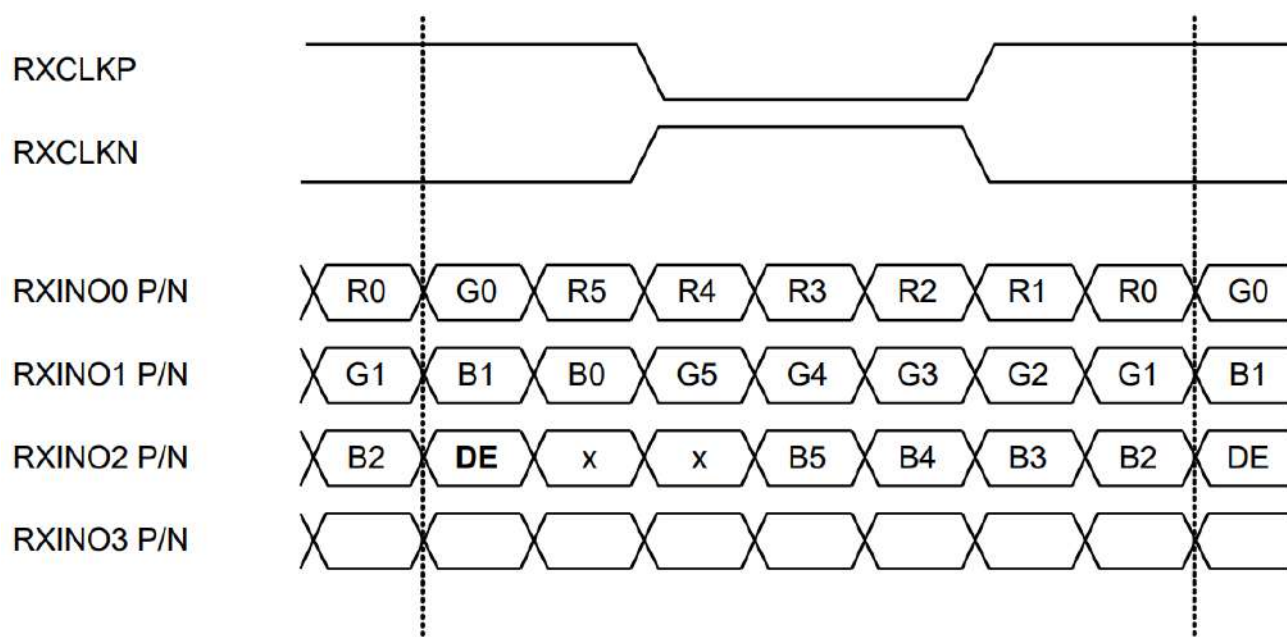 RXCLKP
RXCLKN
RXINO0 P/N R0 G0 R5 R4 R3 R2 R1 R0 G0
RXINO1 P/N G1 B1 B0 G5 G4 G3 G2 G1 B1
RXINO2 P/N B2 DE x x B5 B4 B3 B2 DE
RXINO3 P/N